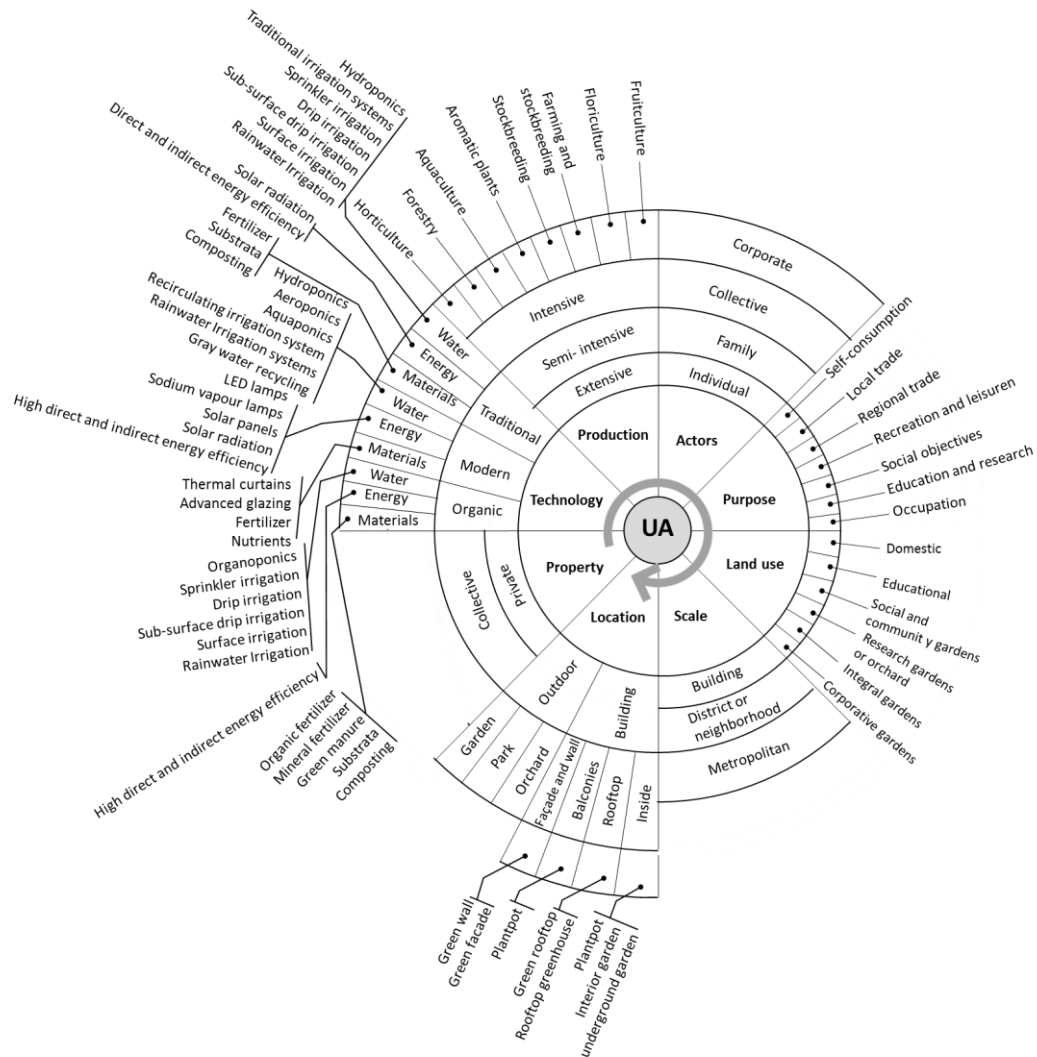 UA
Actors
Individual
Family
Collective
Corporate
Purpose
Self-consumption
Local trade
Regional trade
Recreation and leisuren
Social objectives
Education and research
Occupation
Land use
Domestic
Educational
Social and
communit y gardens
Research gardens
or orchard
Integral gardens
Corporative gardens
Scale
Building
District or
neighborhood
Metropolitan
Location
Building
Inside
Rooftop
Balconies
Façade and wall
Outdoor
Orchard
Park
Garden
underground garden
Interior garden
Plantpot
Rooftop greenhouse
Green rooftop
Plantpot
Green facade
Green wall
Property
Private
Collective
Technology
Organic
Materials
Energy
Water
Modern
Materials
Energy
Water
Traditional
Materials
Energy
Water
Composting
Substrata
Green manure
Mineral fertilizer
Organic fertilizer
High direct and indirect energy efficiency
Organoponics
Sprinkler irrigation
Drip irrigation
Sub-surface drip irrigation
Surface irrigation
Rainwater Irrigation
Thermal curtains
Advanced glazing
Fertilizer
Nutrients
LED lamps
Sodium vapour lamps
Solar panels
Solar radiation
High direct and indirect energy efficiency
Hydroponics
Aeroponics
Aquaponics
Recirculating irrigation system
Rainwater Irrigation systems
Gray water recycling
Fertilizer
Substrata
Composting
Solar radiation
Direct and indirect energy efficiency
Hydroponics
Traditional irrigation systems
Sprinkler irrigation
Drip irrigation
Sub-surface drip irrigation
Surface irrigation
Rainwater Irrigation
Production
Extensive
Semi- intensive
Intensive
Horticulture
Forestry
Aquaculture
Aromatic plants
Stockbreeding
Farming and
stockbreeding
Floriculture
Fruitculture